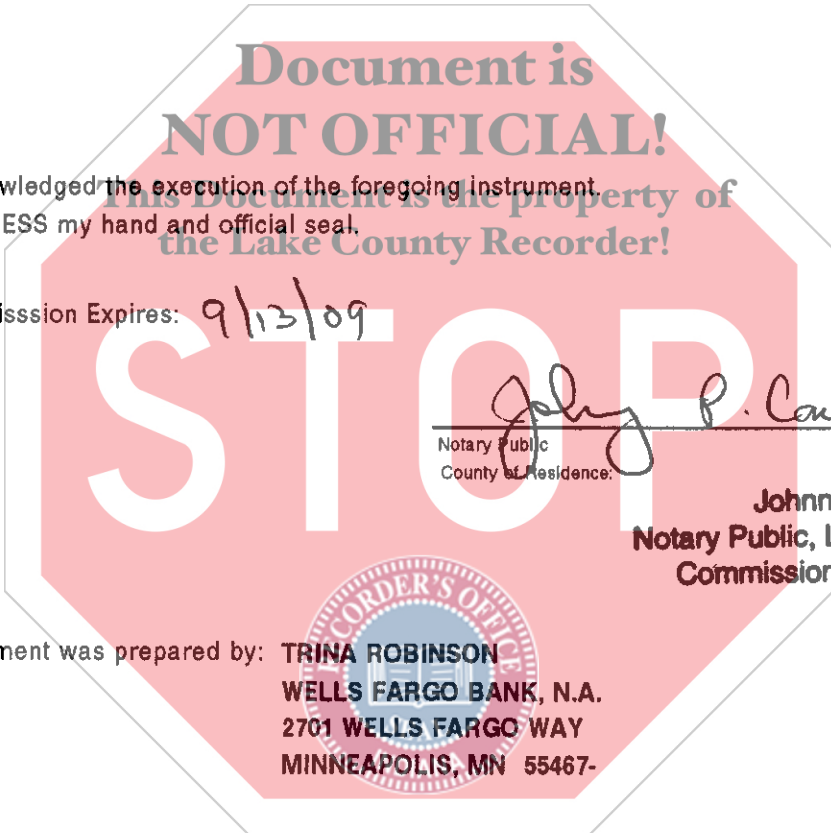 Document is
NOT OFFICIAL!
wledged the execution of the foregoing instrument.
This Document is the property of
ESS my hand and official seal.
the Lake County Recorder!
isssion Expires: 9/13/09
STOP
Johnny P. Cou
Notary Public
County of Residence:
Johnn
Notary Public, L
Commission
RECORDER'S OFFICE
ment was prepared by: TRINA ROBINSON
WELLS FARGO BANK, N.A.
2701 WELLS FARGO WAY
MINNEAPOLIS, MN 55467-